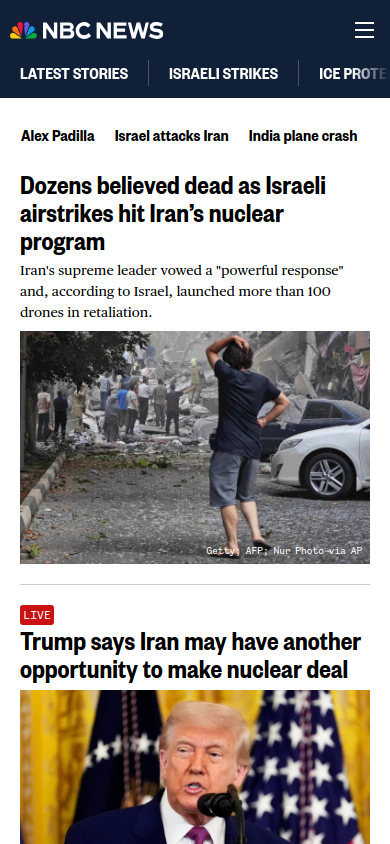 NBC NEWS
LATEST STORIES
ISRAELI STRIKES
ICE PROTE
Alex Padilla
Israel attacks Iran
India plane crash
Dozens believed dead as Israeli
airstrikes hit Iran’s nuclear
program
Iran's supreme leader vowed a "powerful response"
and, according to Israel, launched more than 100
drones in retaliation.
Getty; AFP; Nur Photo via AP
LIVE
Trump says Iran may have another
opportunity to make nuclear deal